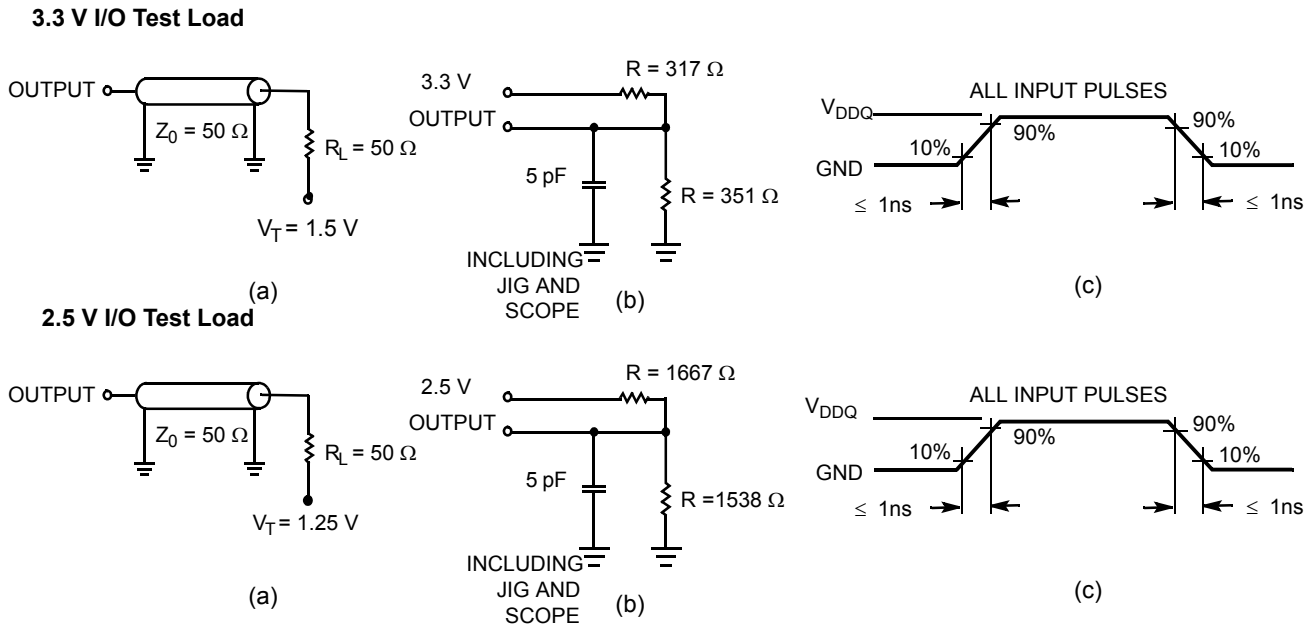 3.3 V I/O Test Load
OUTPUT
Z0 = 50 Ω
RL = 50 Ω
VT = 1.5 V
(a)
3.3 V
OUTPUT
R = 317 Ω
5 pF
R = 351 Ω
INCLUDING
JIG AND
SCOPE
(b)
ALL INPUT PULSES
VDDQ
GND
10%
90%
90%
10%
≤ 1ns
≤ 1ns
(c)
2.5 V I/O Test Load
OUTPUT
Z0 = 50 Ω
RL = 50 Ω
VT = 1.25 V
(a)
2.5 V
OUTPUT
R = 1667 Ω
5 pF
R =1538 Ω
INCLUDING
JIG AND
SCOPE
(b)
ALL INPUT PULSES
VDDQ
GND
10%
90%
90%
10%
≤ 1ns
≤ 1ns
(c)